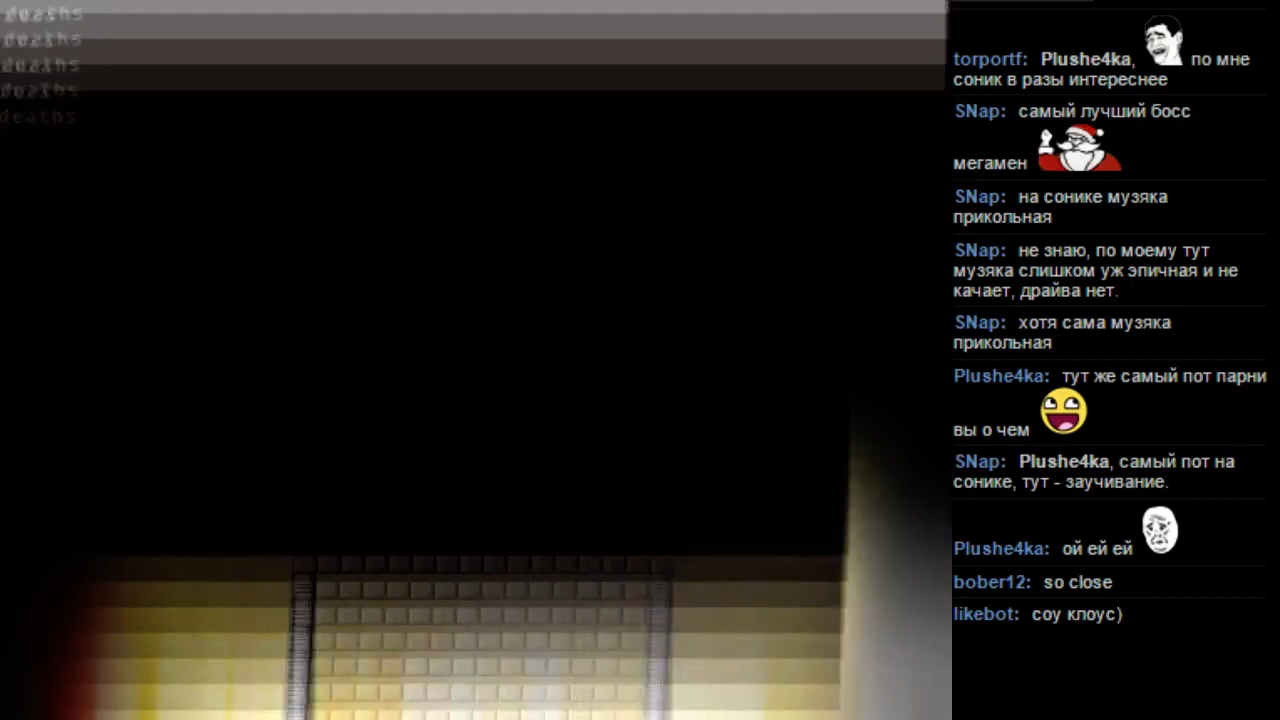 deaths
deaths
deaths
deaths
deaths
torportf: Plushe4ka, по мне
соник в разы интереснее
SNap: самый лучший босс
мегамен
SNap: на сонике музяка
прикольная
SNap: не знаю, по моему тут
музяка слишком уж эпичная и не
качает, драйва нет.
SNap: хотя сама музяка
прикольная
Plushe4ka: тут же самый пот парни
вы о чем
SNap: Plushe4ka, самый пот на
сонике, тут - заучивание.
Plushe4ka: ой ей ей
bober12: so close
likebot: соу клоус)